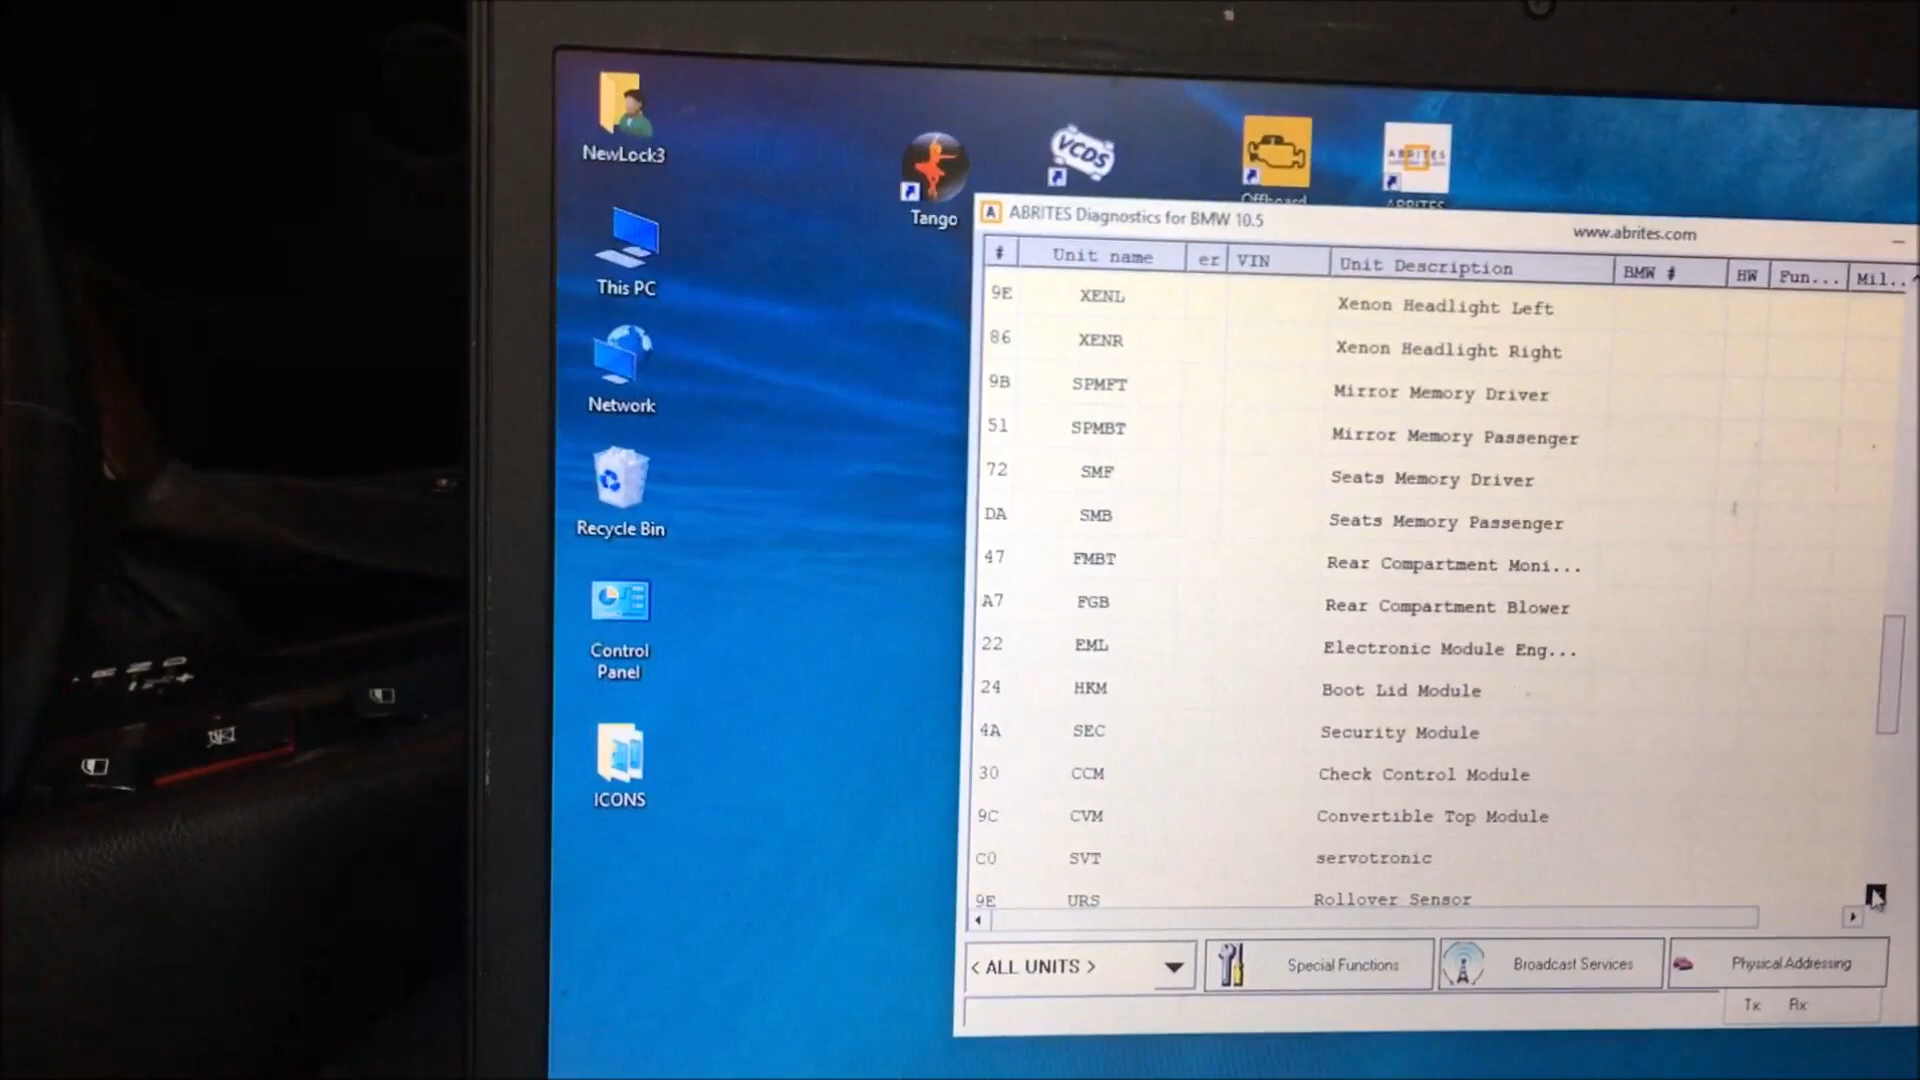 NewLock3
This PC
Network
Recycle Bin
Control
Panel
ICONS
Tango
VCDS
ABRITES
ABRITES
ABRITES Diagnostics for BMW 10.5
www.abrites.com
# Unit name er VIN Unit Description BMW # HW Fun... Mil...
9E XENL Xenon Headlight Left
86 XENR Xenon Headlight Right
9B SPMFT Mirror Memory Driver
51 SPMBT Mirror Memory Passenger
72 SMF Seats Memory Driver
DA SMB Seats Memory Passenger
47 FMBT Rear Compartment Moni...
A7 FGB Rear Compartment Blower
22 EML Electronic Module Eng...
24 HKM Boot Lid Module
4A SEC Security Module
30 CCM Check Control Module
9C CVM Convertible Top Module
C0 SVT servotronic
9E URS Rollover Sensor
< ALL UNITS >
Special Functions
Broadcast Services
Physical Addressing
Tx Rx